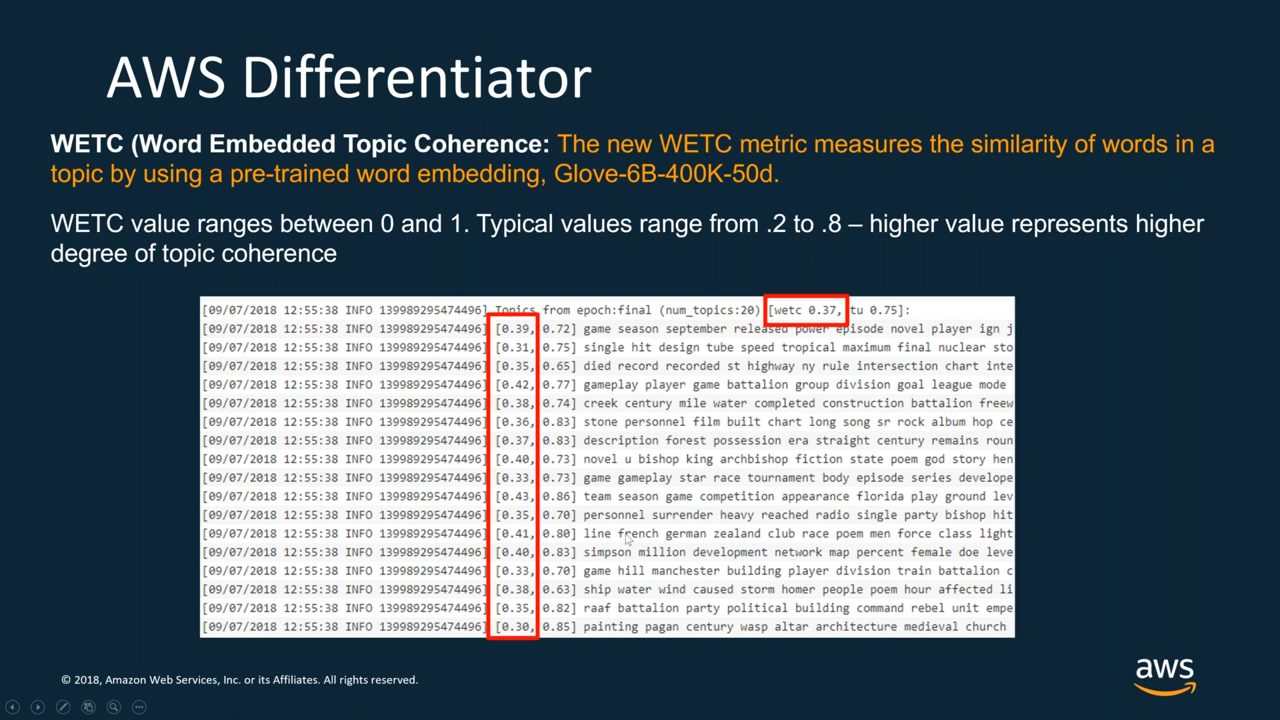 AWS Differentiator
WETC (Word Embedded Topic Coherence: The new WETC metric measures the similarity of words in a
topic by using a pre-trained word embedding, Glove-6B-400K-50d.
WETC value ranges between 0 and 1. Typical values range from .2 to .8 – higher value represents higher
degree of topic coherence
[09/07/2018 12:55:38 INFO 139989295474496] Topics from epoch:final (num_topics:20) [wetc 0.37, tu 0.75]:
[09/07/2018 12:55:38 INFO 139989295474496] [0.39, 0.72] game season september released power episode novel player ign j
[09/07/2018 12:55:38 INFO 139989295474496] [0.31, 0.75] single hit design tube speed tropical maximum final nuclear sto
[09/07/2018 12:55:38 INFO 139989295474496] [0.35, 0.65] died record recorded st highway ny rule intersection chart inte
[09/07/2018 12:55:38 INFO 139989295474496] [0.42, 0.77] gameplay player game battalion group division goal league mode
[09/07/2018 12:55:38 INFO 139989295474496] [0.38, 0.74] creek century mile water completed construction battalion freew
[09/07/2018 12:55:38 INFO 139989295474496] [0.36, 0.83] stone personnel film built chart long song sr rock album hop ce
[09/07/2018 12:55:38 INFO 139989295474496] [0.37, 0.83] description forest possession era straight century remains roun
[09/07/2018 12:55:38 INFO 139989295474496] [0.40, 0.73] novel u bishop king archbishop fiction state poem god story hen
[09/07/2018 12:55:38 INFO 139989295474496] [0.33, 0.73] game gameplay star race tournament body episode series develope
[09/07/2018 12:55:38 INFO 139989295474496] [0.43, 0.86] team season game competition appearance florida play ground lev
[09/07/2018 12:55:38 INFO 139989295474496] [0.35, 0.70] personnel surrender heavy reached radio single party bishop hit
[09/07/2018 12:55:38 INFO 139989295474496] [0.41, 0.80] line french german zealand club race poem men force class light
[09/07/2018 12:55:38 INFO 139989295474496] [0.40, 0.83] simpson million development network map percent female doe leve
[09/07/2018 12:55:38 INFO 139989295474496] [0.33, 0.70] game hill manchester building player division train battalion c
[09/07/2018 12:55:38 INFO 139989295474496] [0.38, 0.63] ship water wind caused storm homer people poem hour affected li
[09/07/2018 12:55:38 INFO 139989295474496] [0.35, 0.82] raaf battalion party political building command rebel unit empe
[09/07/2018 12:55:38 INFO 139989295474496] [0.30, 0.85] painting pagan century wasp altar architecture medieval church
© 2018, Amazon Web Services, Inc. or its Affiliates. All rights reserved.
aws